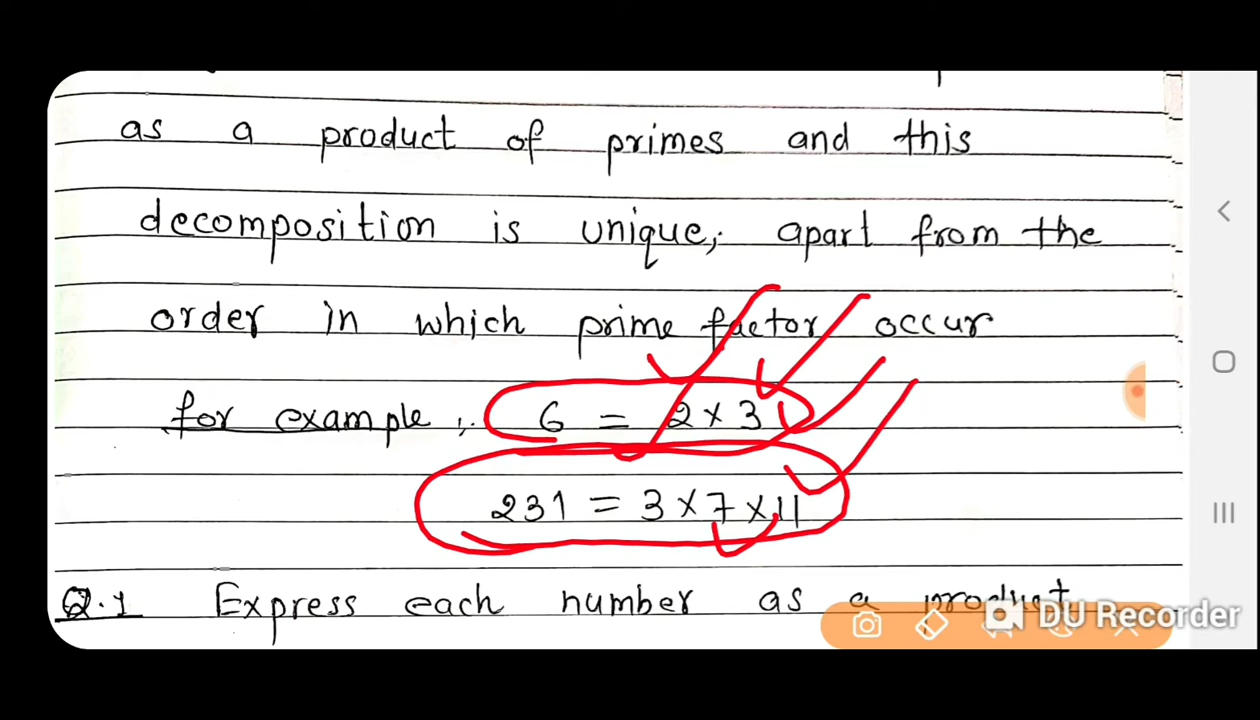 as a product of primes and this
decomposition is unique, apart from the
order in which prime factor occur
for example,
6 = 2 × 3
231 = 3 × 7 × 11
Q.1 Express each number as a product
DU Recorder